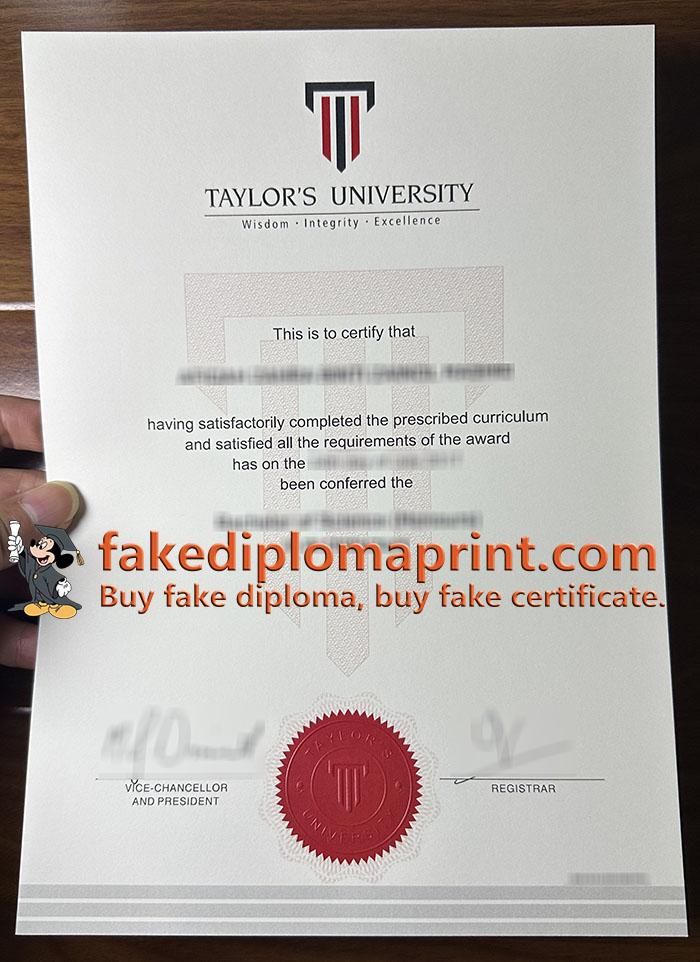 TAYLOR'S UNIVERSITY
Wisdom · Integrity · Excellence
This is to certify that
having satisfactorily completed the prescribed curriculum
and satisfied all the requirements of the award
has on the
been conferred the
fakediplomaprint.com
Buy fake diploma, buy fake certificate.
VICE-CHANCELLOR
AND PRESIDENT
TAYLOR'S
UNIVERSITY
REGISTRAR